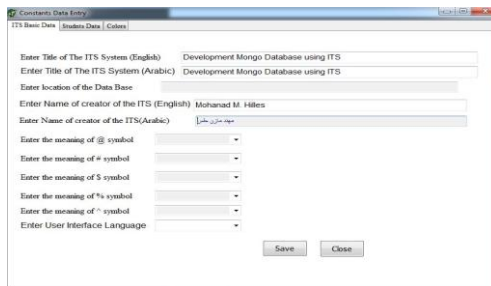 Constants Data Entry
ITS Basic Data Student Data Colors
Enter Title of The ITS System (English) Development Mongo Database using ITS
Enter Title of The ITS System (Arabic) Development Mongo Database using ITS
Enter location of the Data Base
Enter Name of creator of the ITS (English) Mohanad M. Hilles
Enter Name of creator of the ITS(Arabic) مهند
Enter the meaning of @ symbol
Enter the meaning of # symbol
Enter the meaning of $ symbol
Enter the meaning of % symbol
Enter the meaning of ^ symbol
Enter User Interface Language
Save Close